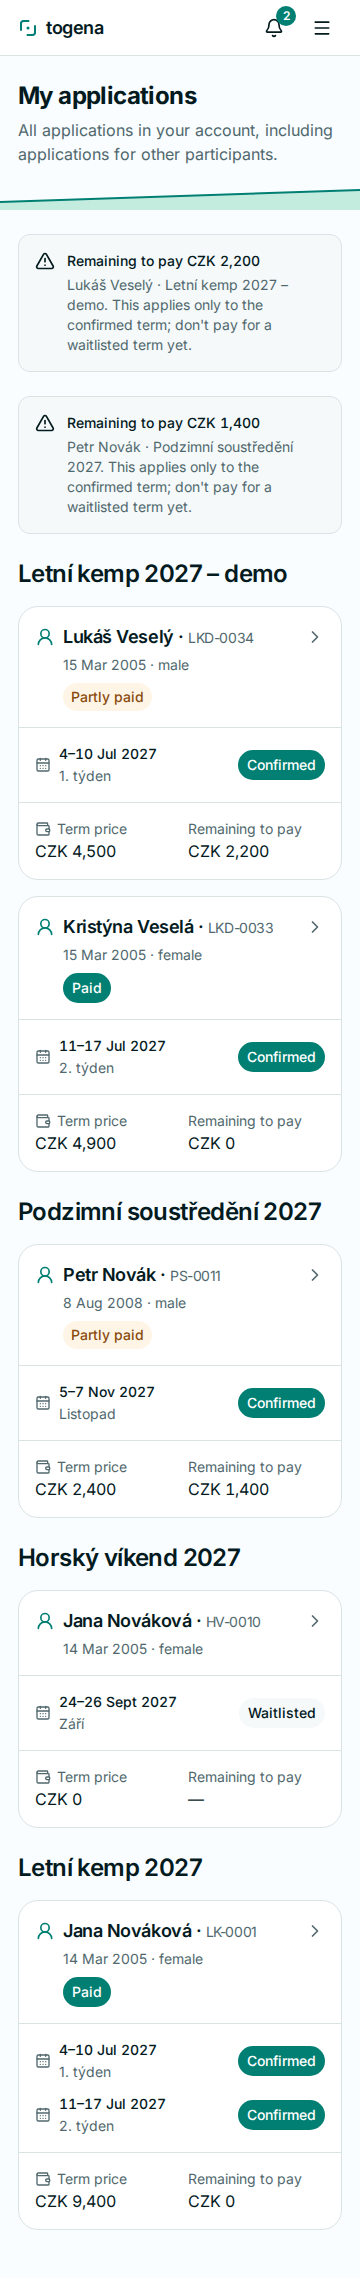 togena
2
My applications
All applications in your account, including
applications for other participants.
Remaining to pay CZK 2,200
Lukáš Veselý · Letní kemp 2027 –
demo. This applies only to the
confirmed term; don't pay for a
waitlisted term yet.
Remaining to pay CZK 1,400
Petr Novák · Podzimní soustředění
2027. This applies only to the
confirmed term; don't pay for a
waitlisted term yet.
Letní kemp 2027 – demo
Lukáš Veselý · LKD-0034
15 Mar 2005 · male
Partly paid
4–10 Jul 2027
1. týden
Confirmed
Term price
Remaining to pay
CZK 4,500
CZK 2,200
Kristýna Veselá · LKD-0033
15 Mar 2005 · female
Paid
11–17 Jul 2027
2. týden
Confirmed
Term price
Remaining to pay
CZK 4,900
CZK 0
Podzimní soustředění 2027
Petr Novák · PS-0011
8 Aug 2008 · male
Partly paid
5–7 Nov 2027
Listopad
Confirmed
Term price
Remaining to pay
CZK 2,400
CZK 1,400
Horský víkend 2027
Jana Nováková · HV-0010
14 Mar 2005 · female
24–26 Sept 2027
Září
Waitlisted
Term price
Remaining to pay
CZK 0
—
Letní kemp 2027
Jana Nováková · LK-0001
14 Mar 2005 · female
Paid
4–10 Jul 2027
1. týden
Confirmed
11–17 Jul 2027
2. týden
Confirmed
Term price
Remaining to pay
CZK 9,400
CZK 0